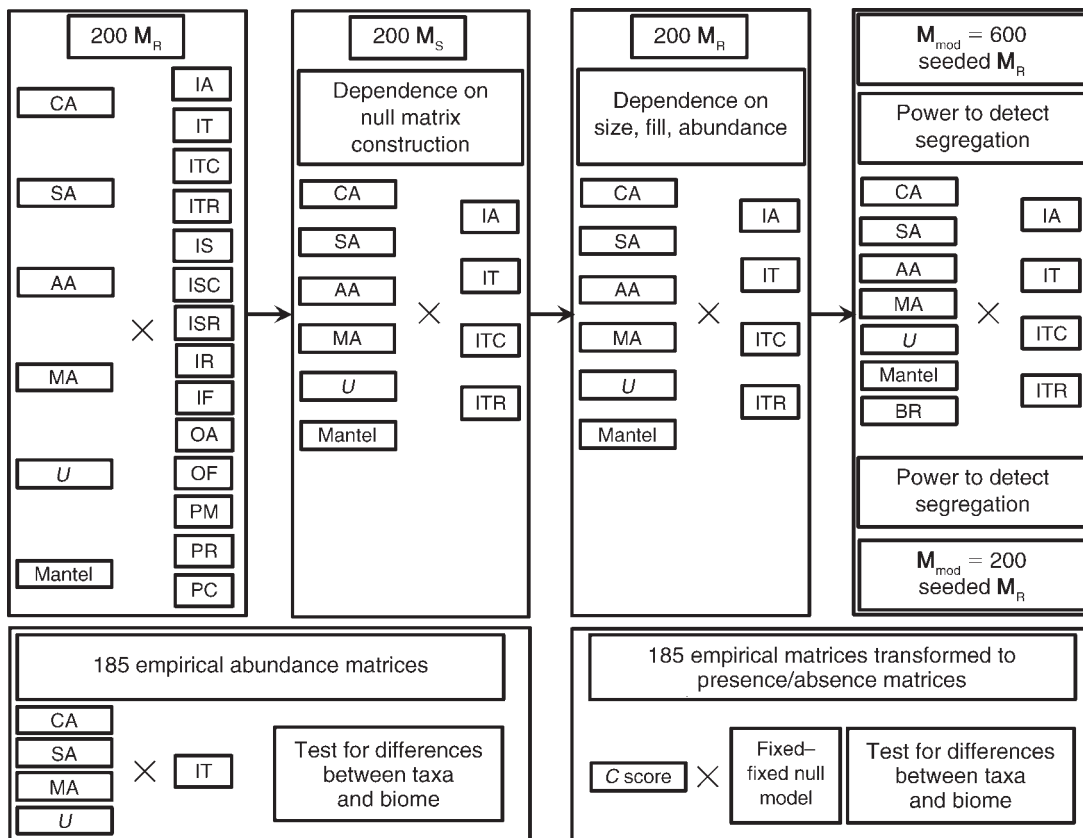 200 M_R
CA
SA
AA
MA
U
Mantel
×
IA
IT
ITC
ITR
IS
ISC
ISR
IR
IF
OA
OF
PM
PR
PC
200 M_S
Dependence on
null matrix
construction
CA
SA
AA
MA
U
Mantel
×
IA
IT
ITC
ITR
200 M_R
Dependence on
size, fill, abundance
CA
SA
AA
MA
U
Mantel
×
IA
IT
ITC
ITR
M_mod = 600
seeded M_R
Power to detect
segregation
CA
SA
AA
MA
U
Mantel
BR
×
IA
IT
ITC
ITR
Power to detect
segregation
M_mod = 200
seeded M_R
185 empirical abundance matrices
CA
SA
MA
U
×
IT
Test for differences
between taxa
and biome
185 empirical matrices transformed to
presence/absence matrices
C score
×
Fixed–
fixed null
model
Test for differences
between taxa
and biome